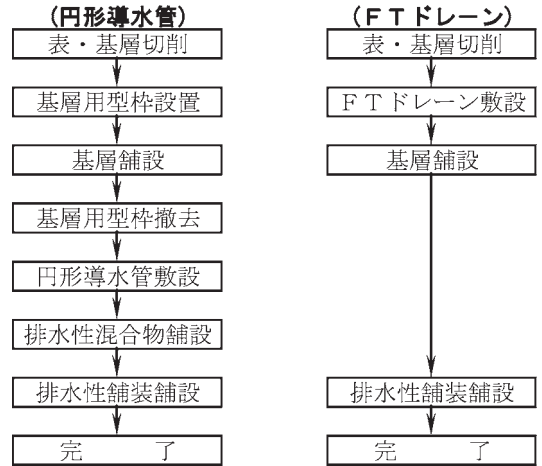 (円形導水管)
表・基層切削
基層用型枠設置
基層舗設
基層用型枠撤去
円形導水管敷設
排水性混合物舗設
排水性舗装舗設
完　　了
(ＦＴドレーン)
表・基層切削
ＦＴドレーン敷設
基層舗設
排水性舗装舗設
完　　了